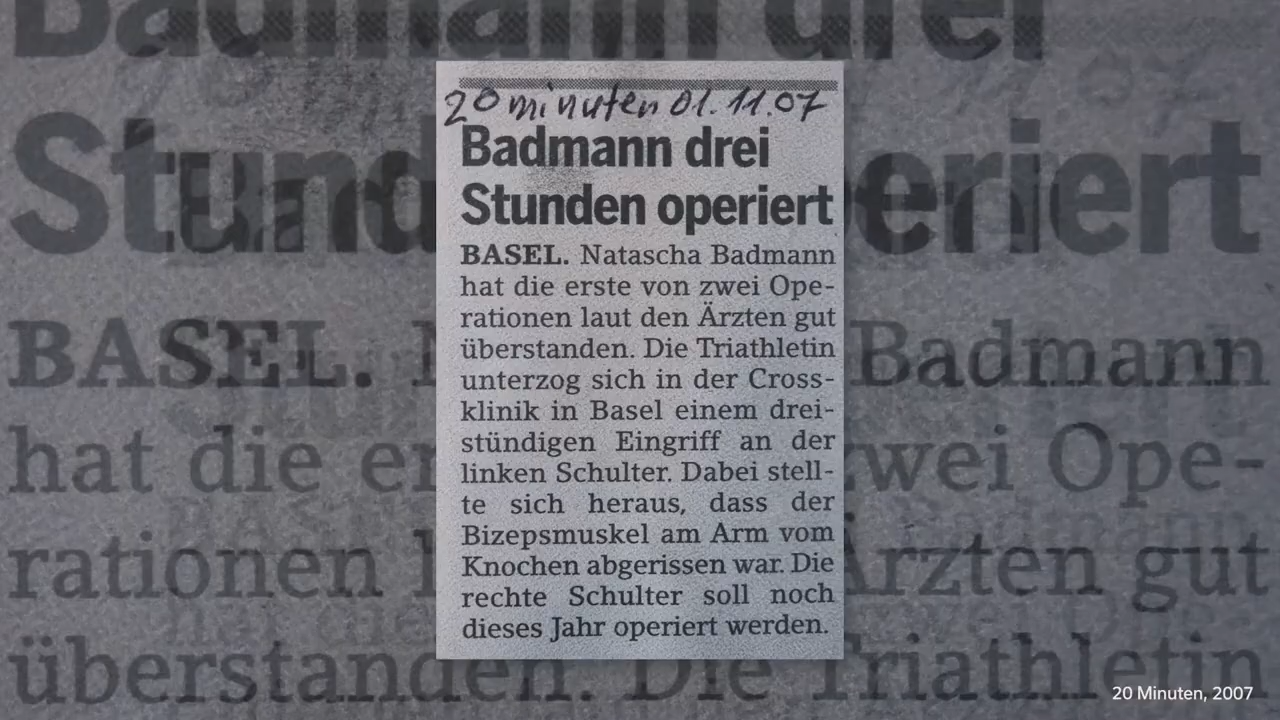 20 minuten 01.11.07
Badmann drei
Stunden operiert
BASEL. Natascha Badmann
hat die erste von zwei Ope-
rationen laut den Ärzten gut
überstanden. Die Triathletin
unterzog sich in der Cross-
klinik in Basel einem drei-
stündigen Eingriff an der
linken Schulter. Dabei stell-
te sich heraus, dass der
Bizepsmuskel am Arm vom
Knochen abgerissen war. Die
rechte Schulter soll noch
dieses Jahr operiert werden.
20 Minuten, 2007